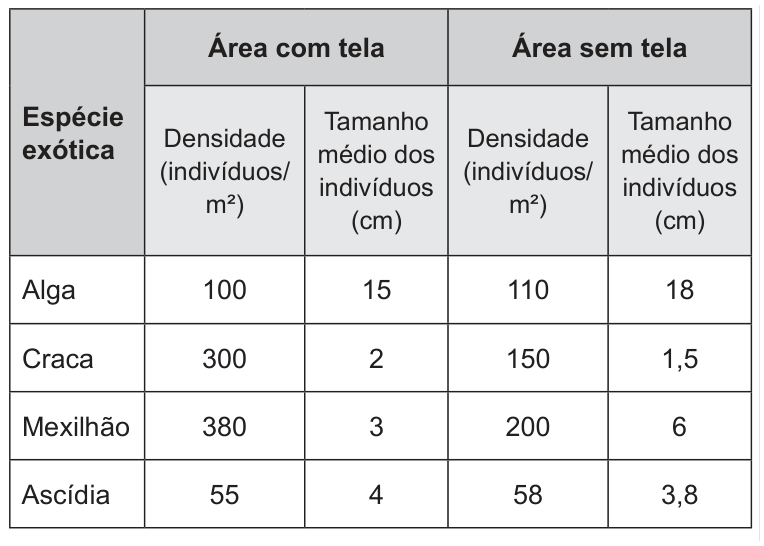 Espécie
exótica
Área com tela
Área sem tela
Densidade
(indivíduos/
m²)
Tamanho
médio dos
indivíduos
(cm)
Densidade
(indivíduos/
m²)
Tamanho
médio dos
indivíduos
(cm)
Alga 100 15 110 18
Craca 300 2 150 1,5
Mexilhão 380 3 200 6
Ascídia 55 4 58 3,8